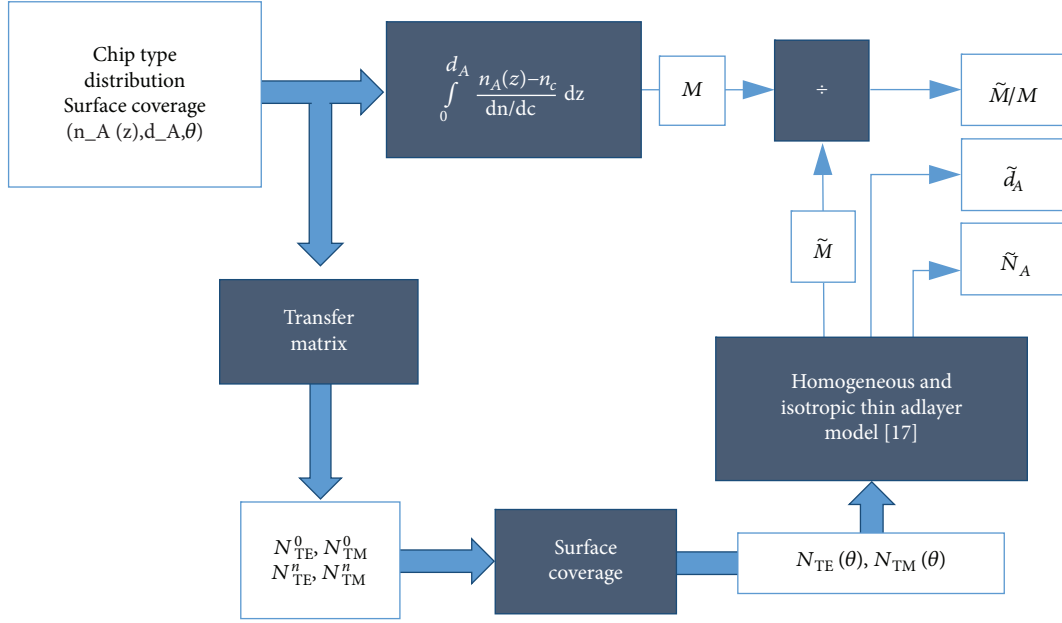 Chip type
distribution
Surface coverage
(n_A (z),d_A,θ)
d_A
∫ n_A(z)−n_c / dn/dc dz
0
M
÷
M̃/M
d̃_A
M̃
Ñ_A
Transfer
matrix
Homogeneous and
isotropic thin adlayer
model [17]
N⁰_TE, N⁰_TM
Nⁿ_TE, Nⁿ_TM
Surface
coverage
N_TE (θ), N_TM (θ)